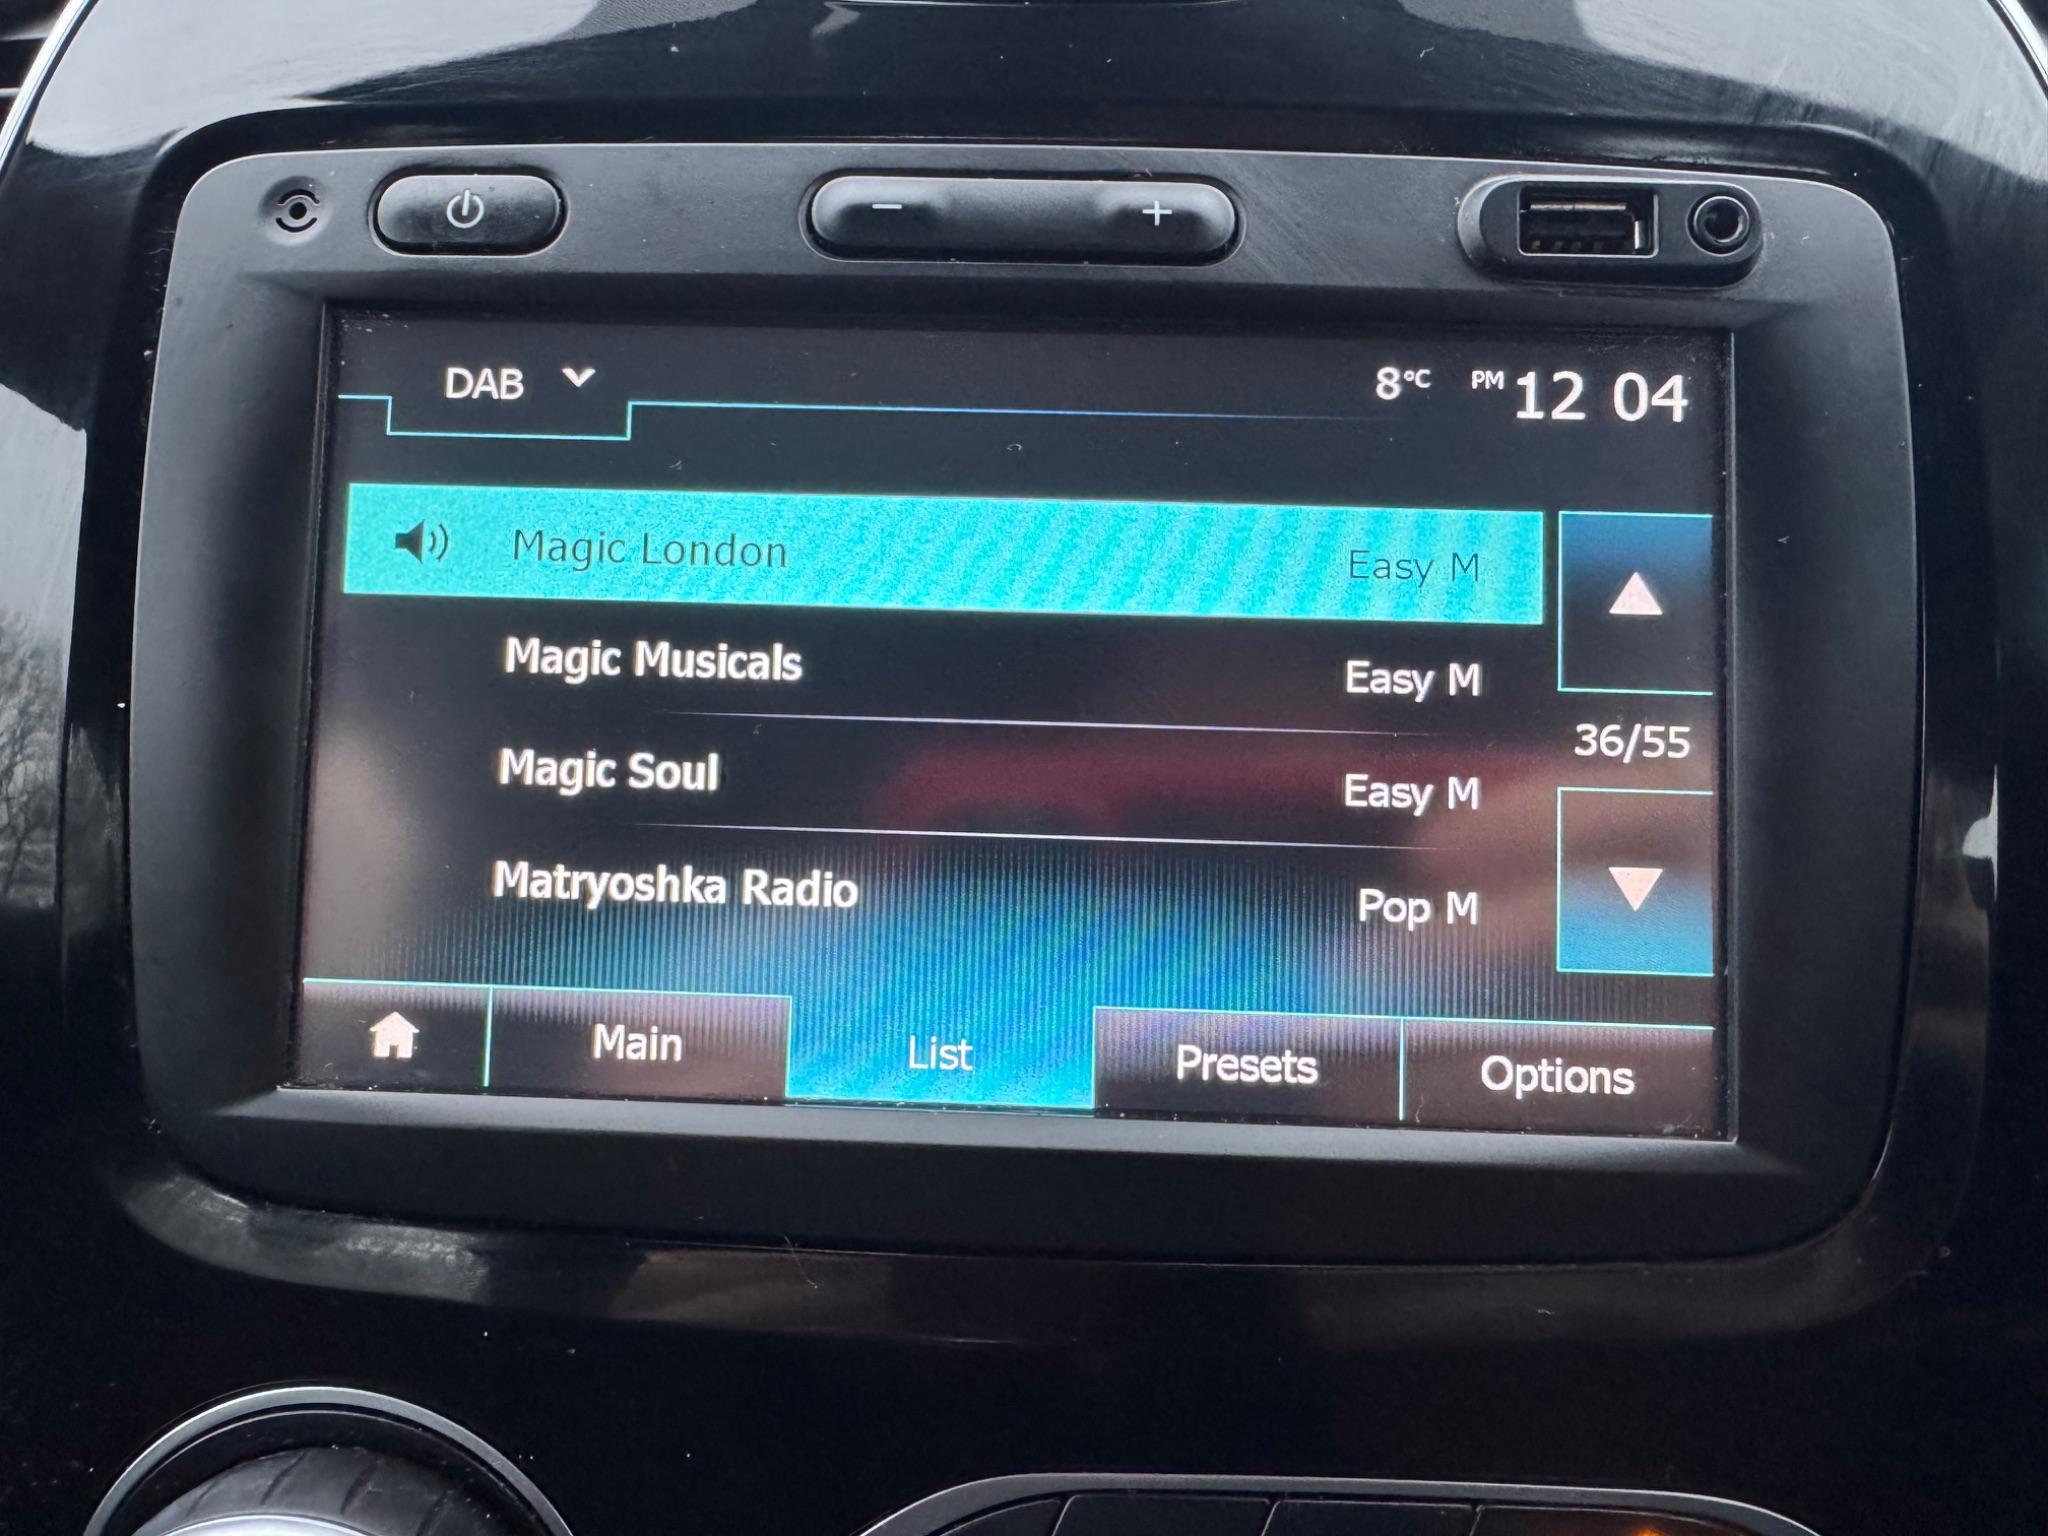 DAB 8°C PM 12 04
Magic London Easy M
Magic Musicals Easy M
36/55
Magic Soul Easy M
Matryoshka Radio Pop M
Main List Presets Options